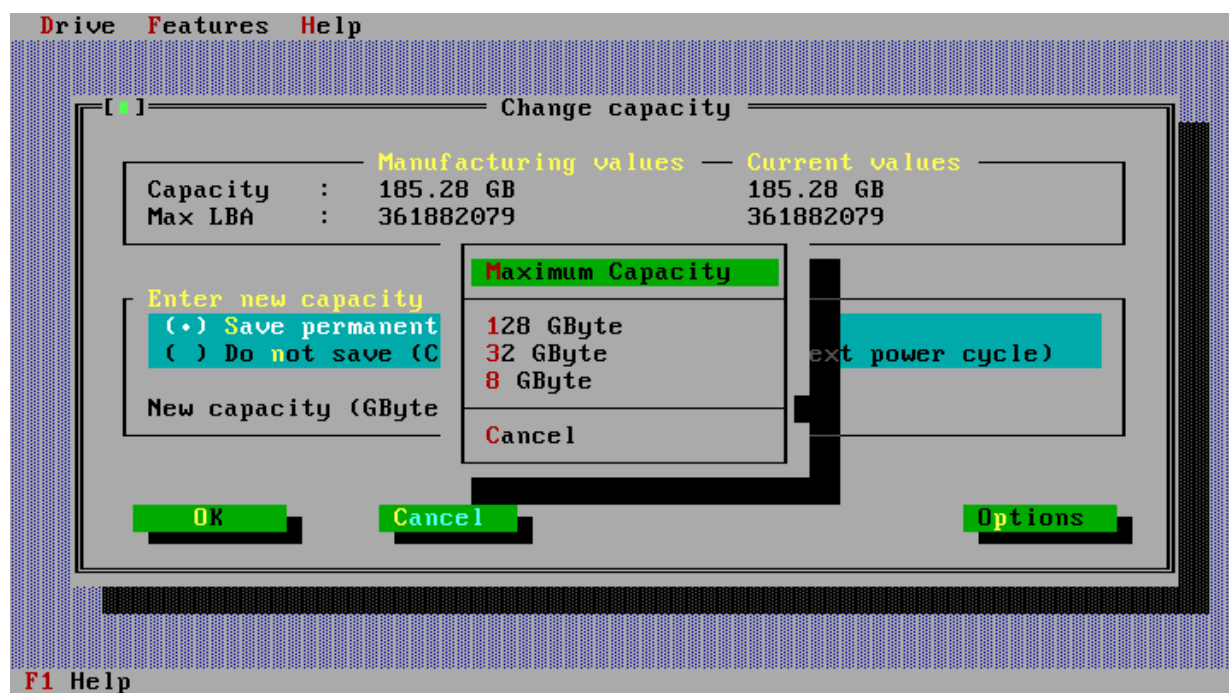 Drive Features Help
[ ] Change capacity
Manufacturing values Current values
Capacity : 185.28 GB 185.28 GB
Max LBA : 361882079 361882079
Maximum Capacity
Enter new capacity
(•) Save permanent 128 GByte
( ) Do not save (C 32 GByte ext power cycle)
8 GByte
New capacity (GByte
Cancel
OK Cancel Options
F1 Help